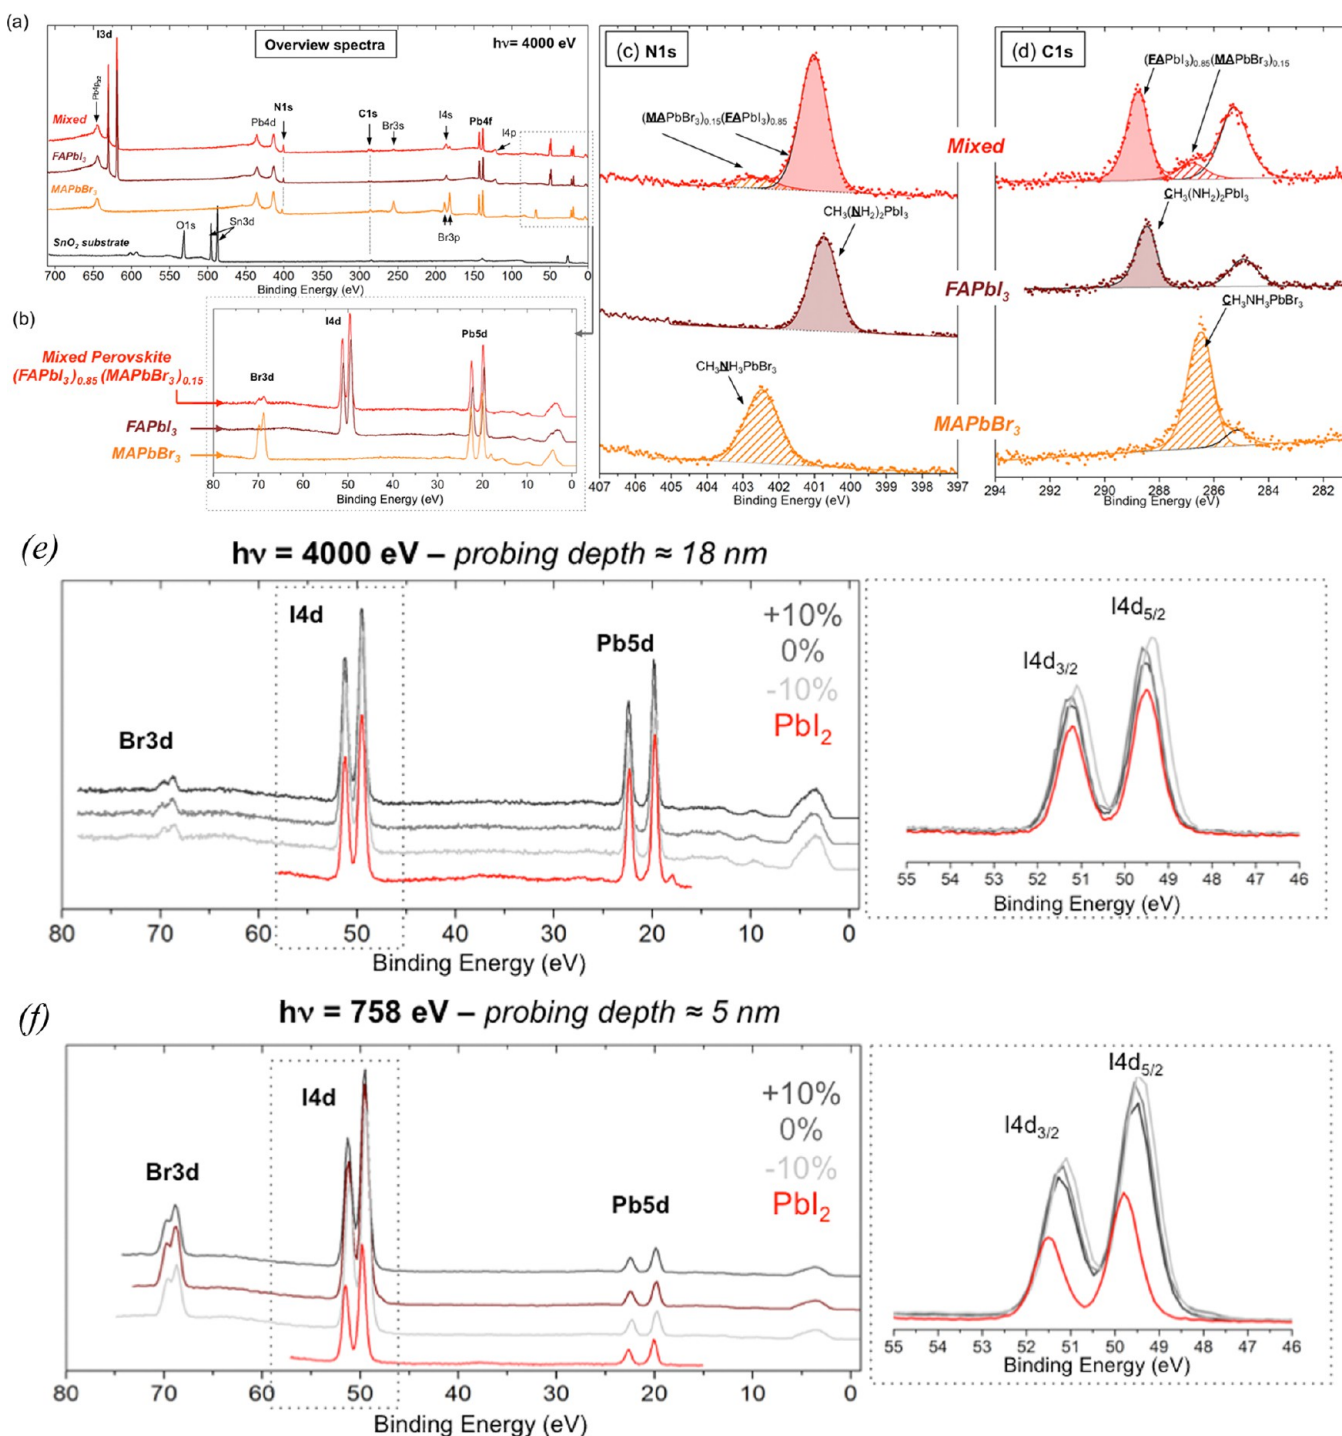 (a)
I3d
Overview spectra
hν= 4000 eV
Pb4p3/2
N1s
Pb4d
C1s
Br3s
I4s
Pb4f
I4p
Mixed
FAPbI3
MAPbBr3
O1s
Sn3d
Br3p
SnO2 substrate
700 650 600 550 500 450 400 350 300 250 200 150 100 50 0
Binding Energy (eV)
(b)
I4d
Pb5d
Mixed Perovskite
(FAPbI3)0.85 (MAPbBr3)0.15
Br3d
FAPbI3
MAPbBr3
80 70 60 50 40 30 20 10 0
Binding Energy (eV)
(c) N1s
(MAPbBr3)0.15(FAPbI3)0.85
CH3(NH2)2PbI3
CH3NH3PbBr3
407 406 405 404 403 402 401 400 399 398 397
Binding Energy (eV)
(d) C1s
(FAPbI3)0.85(MAPbBr3)0.15
Mixed
CH3(NH2)2PbI3
FAPbI3
CH3NH3PbBr3
MAPbBr3
294 292 290 288 286 284 282
Binding Energy (eV)
(e)
hν = 4000 eV – probing depth ≈ 18 nm
I4d
Pb5d
Br3d
+10%
0%
-10%
PbI2
80 70 60 50 40 30 20 10 0
Binding Energy (eV)
I4d5/2
I4d3/2
55 54 53 52 51 50 49 48 47 46
Binding Energy (eV)
(f)
hν = 758 eV – probing depth ≈ 5 nm
I4d
Br3d
Pb5d
+10%
0%
-10%
PbI2
80 70 60 50 40 30 20 10 0
Binding Energy (eV)
I4d5/2
I4d3/2
55 54 53 52 51 50 49 48 47 46
Binding Energy (eV)